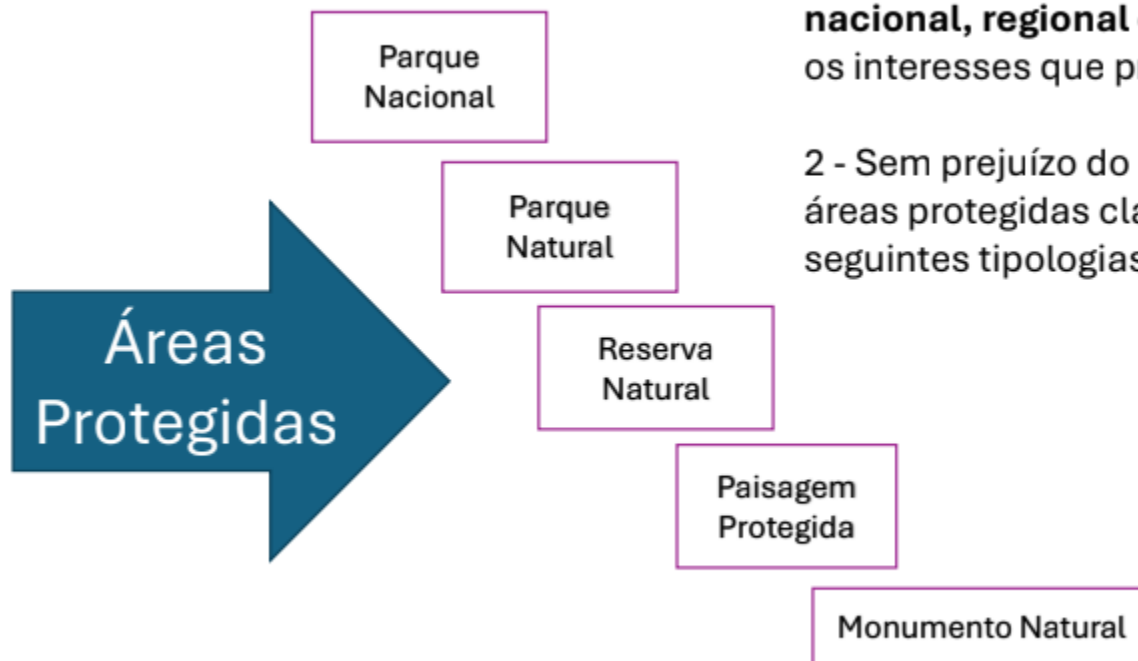 Parque
Nacional
Parque
Natural
Áreas
Protegidas
Reserva
Natural
Paisagem
Protegida
Monumento Natural
nacional, regional
os interesses que
2 - Sem prejuízo do
áreas protegidas
seguintes tipologias